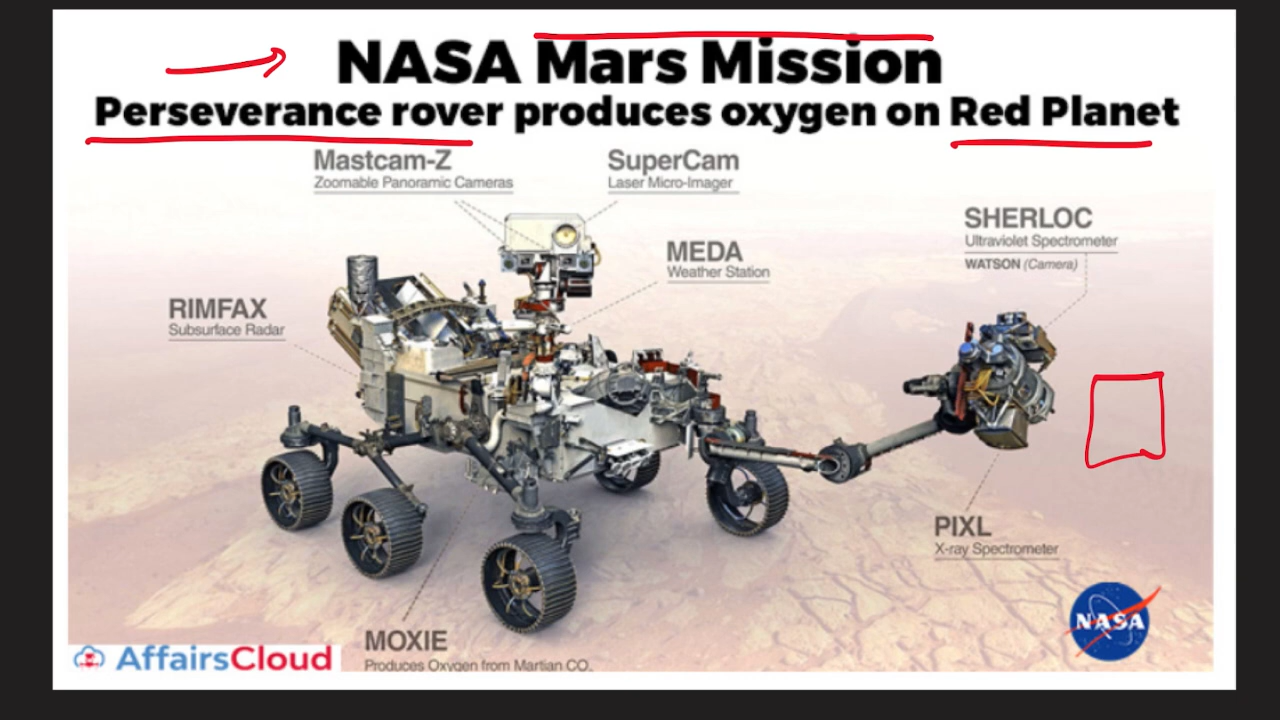 NASA Mars Mission
Perseverance rover produces oxygen on Red Planet
Mastcam-Z
Zoomable Panoramic Cameras
SuperCam
Laser Micro-Imager
SHERLOC
Ultraviolet Spectrometer
WATSON (Camera)
MEDA
Weather Station
RIMFAX
Subsurface Radar
PIXL
X-ray Spectrometer
NASA
MOXIE
Produces Oxygen from Martian CO
AffairsCloud